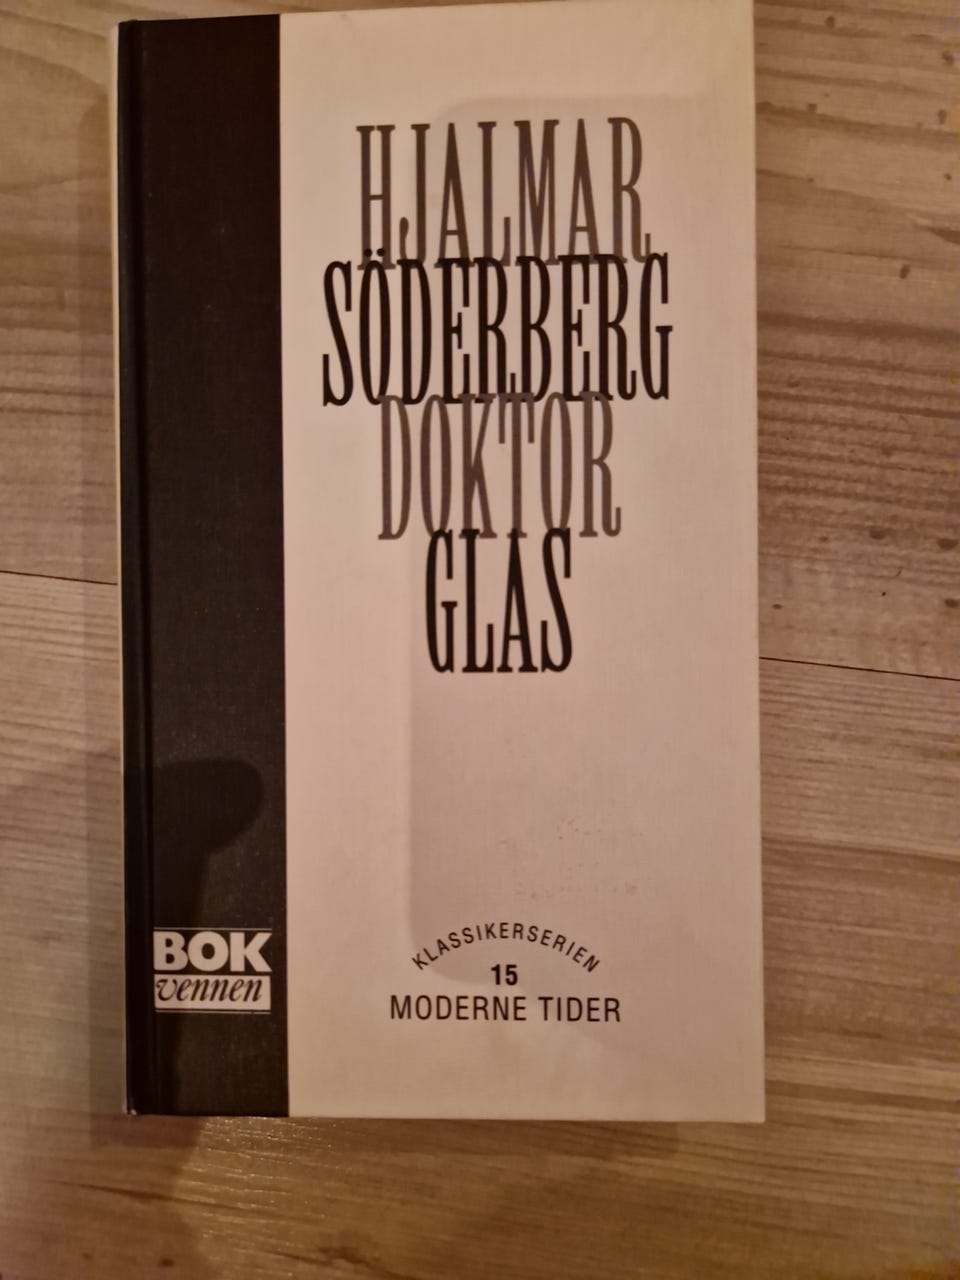 HJALMAR
SÖDERBERG
DOKTOR
GLAS
KLASSIKERSERIEN
15
MODERNE TIDER
BOK
vennen